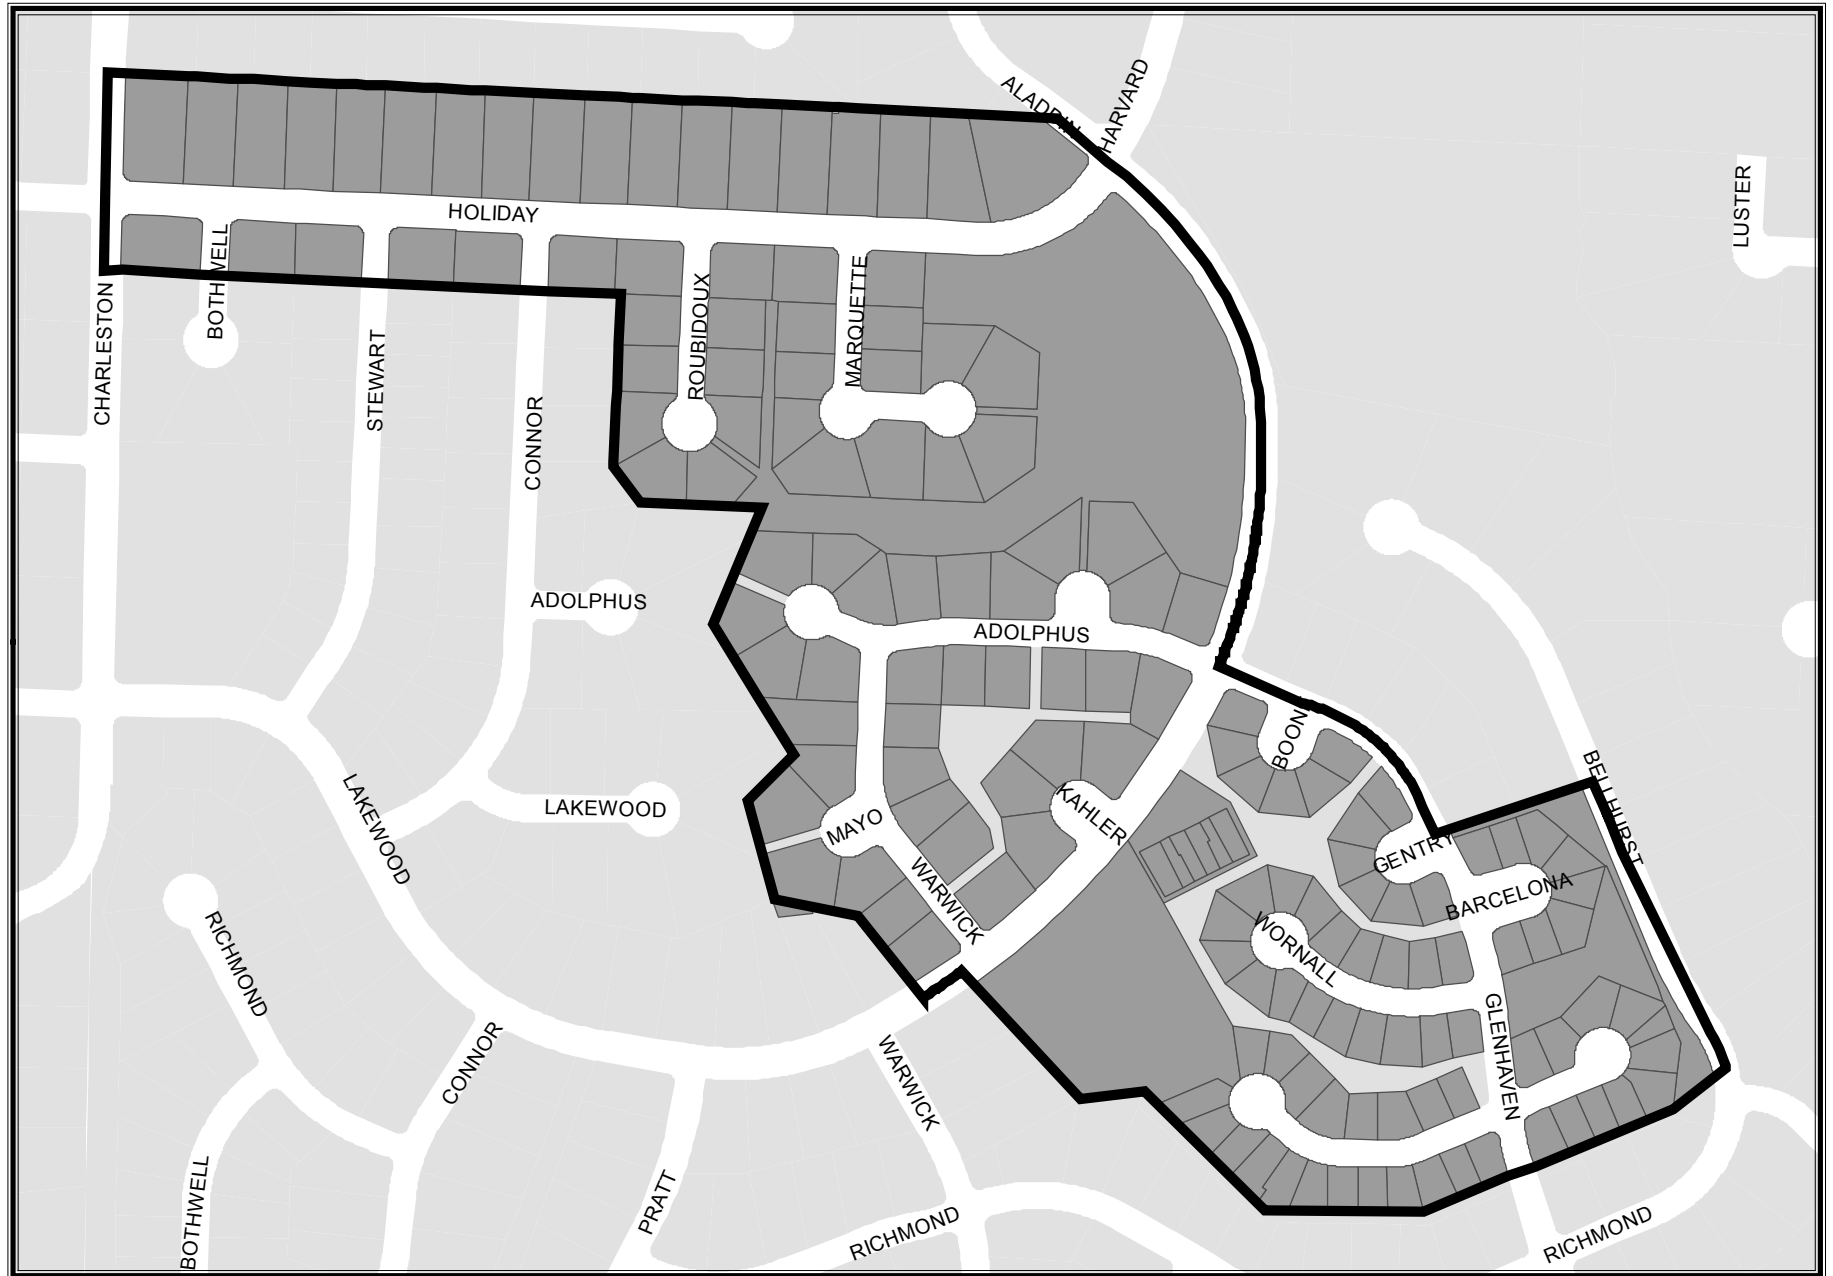 ALADDIN
HARVARD
LUSTER
HOLIDAY
BOTHWELL
CHARLESTON
ROUBIDOUX
MARQUETTE
STEWART
CONNOR
ADOLPHUS
ADOLPHUS
BOON
LAKEWOOD
LAKEWOOD
MAYO
KAHLER
BELLHURST
GENTRY
BARCELONA
WARWICK
WORNALL
RICHMOND
GLENHAVEN
CONNOR
WARWICK
BOTHWELL
PRATT
RICHMOND
RICHMOND